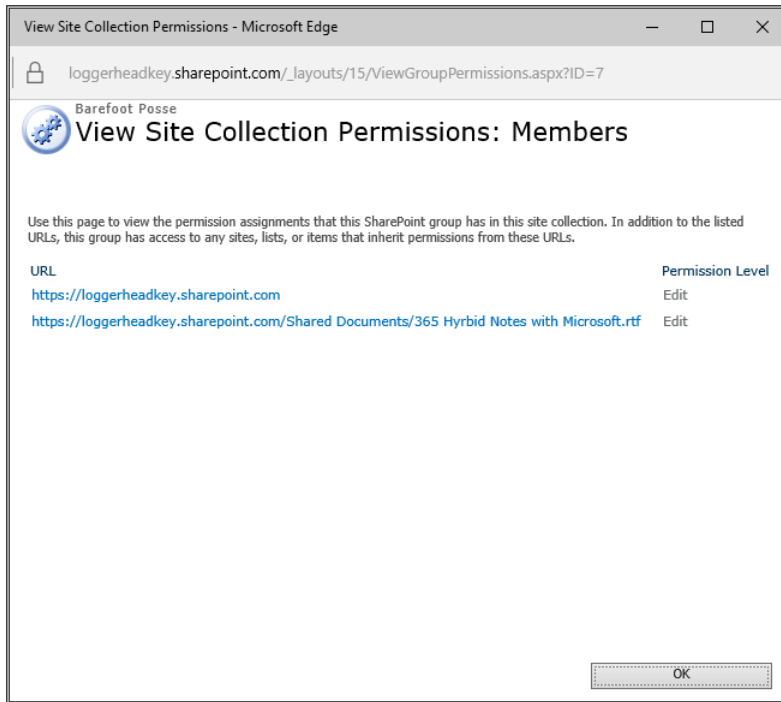 View Site Collection Permissions - Microsoft Edge
loggerheadkey.sharepoint.com/_layouts/15/ViewGroupPermissions.aspx?ID=7
Barefoot Posse
View Site Collection Permissions: Members
Use this page to view the permission assignments that this SharePoint group has in this site collection. In addition to the listed
URLs, this group has access to any sites, lists, or items that inherit permissions from these URLs.
URL Permission Level
https://loggerheadkey.sharepoint.com Edit
https://loggerheadkey.sharepoint.com/Shared Documents/365 Hyrbid Notes with Microsoft.rtf Edit
OK